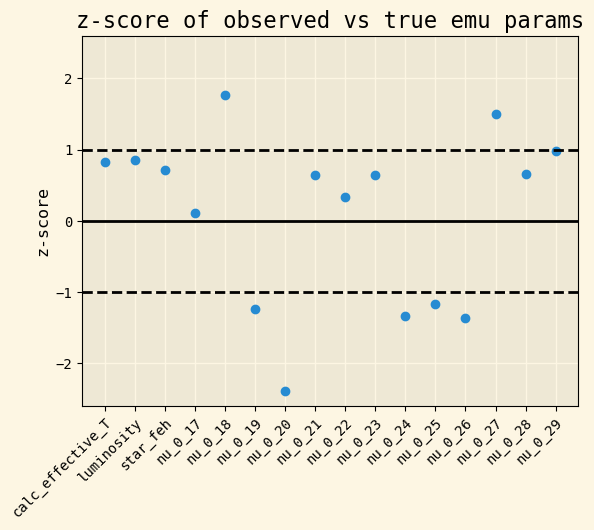 z-score of observed vs true emu params
z-score
2
1
0
−1
−2
calc_effective_T
luminosity
star_feh
nu_0_17
nu_0_18
nu_0_19
nu_0_20
nu_0_21
nu_0_22
nu_0_23
nu_0_24
nu_0_25
nu_0_26
nu_0_27
nu_0_28
nu_0_29